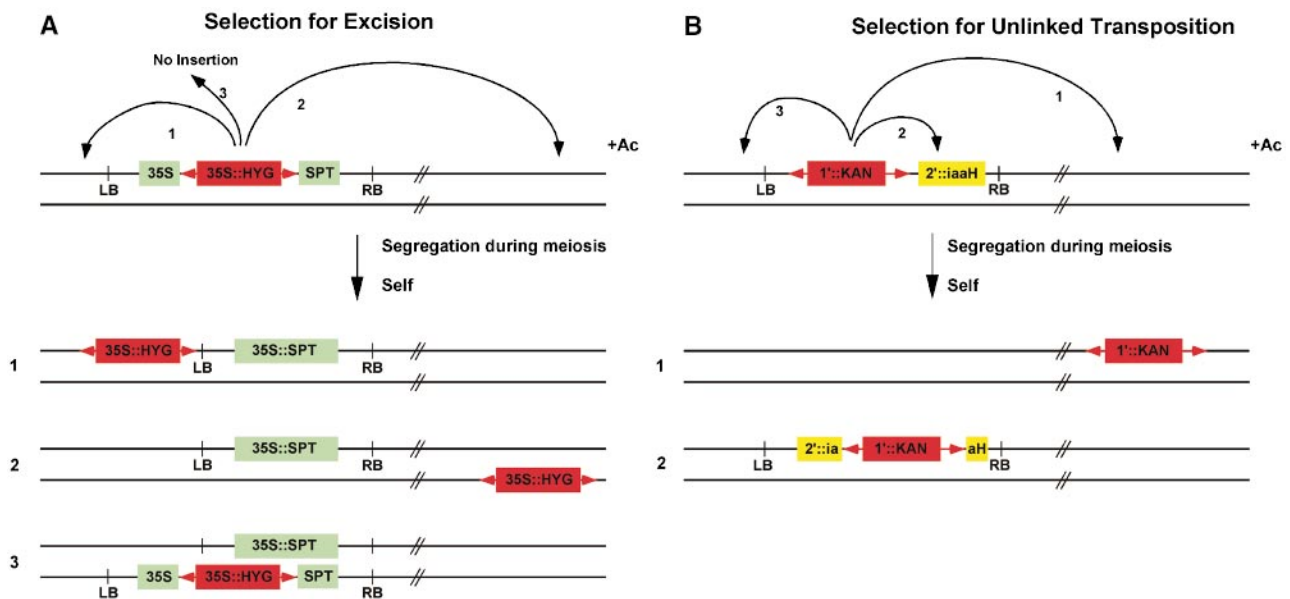 A
Selection for Excision
No Insertion
3
2
1
+Ac
35S
35S::HYG
SPT
LB
RB
Segregation during meiosis
Self
1
35S::HYG
35S::SPT
LB
RB
2
35S::SPT
LB
RB
35S::HYG
3
35S::SPT
35S
35S::HYG
SPT
LB
RB
B
Selection for Unlinked Transposition
3
2
1
+Ac
1'::KAN
2'::iaaH
LB
RB
Segregation during meiosis
Self
1
1'::KAN
2
2'::ia
1'::KAN
aH
LB
RB